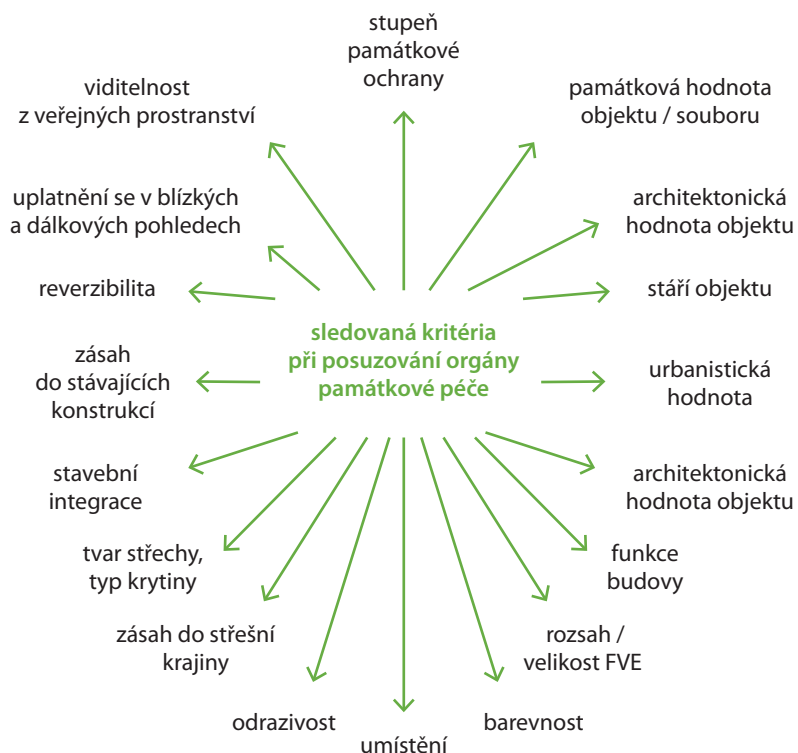 stupeň
památkové
ochrany
viditelnost
z veřejných prostranství
památková hodnota
objektu / souboru
uplatnění se v blízkých
a dálkových pohledech
architektonická
hodnota objektu
reverzibilita
stáří objektu
sledovaná kritéria
při posuzování orgány
památkové péče
zásah
do stávajících
konstrukcí
urbanistická
hodnota
stavební
integrace
architektonická
hodnota objektu
tvar střechy,
typ krytiny
funkce
budovy
zásah do střešní
krajiny
rozsah /
velikost FVE
odrazivost
umístění
barevnost